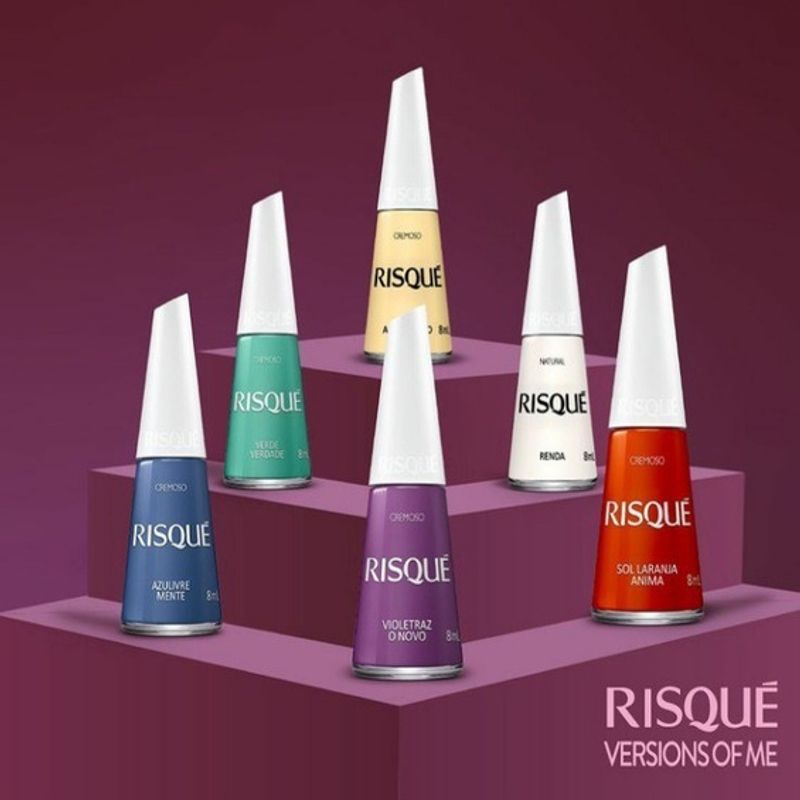 CREMOSO
RISQUÉ
8mL
CREMOSO
RISQUÉ
VERDE
VERDADE
8mL
NATURAL
RISQUÉ
RENDA
8mL
CREMOSO
RISQUÉ
AZULIVRE
MENTE
8mL
CREMOSO
RISQUÉ
VIOLETRAZ
O NOVO
8mL
CREMOSO
RISQUÉ
SOL LARANJA
ANIMA
8mL
RISQUÉ
VERSIONS OF ME